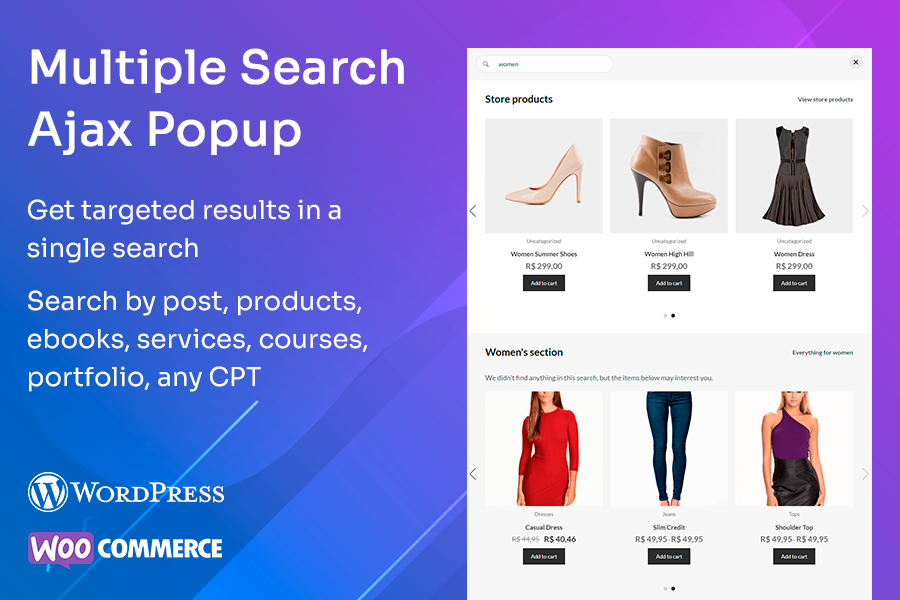 Multiple Search
Ajax Popup
Get targeted results in a
single search
Search by post, products,
ebooks, services, courses,
portfolio, any CPT
WORDPRESS
WOO COMMERCE
women
Store products
View store products
Uncategorized
Women Summer Shoes
R$ 299,00
Add to cart
Uncategorized
Women High Hill
R$ 299,00
Add to cart
Uncategorized
Women Dress
R$ 299,00
Add to cart
Women's section
Everything for women
We didn't find anything in this search, but the items below may interest you.
Dresses
Casual Dress
R$ 44,95 R$ 40,46
Add to cart
Jeans
Slim Credit
R$ 49,95 - R$ 49,95
Add to cart
Tops
Shoulder Top
R$ 49,95 - R$ 49,95
Add to cart